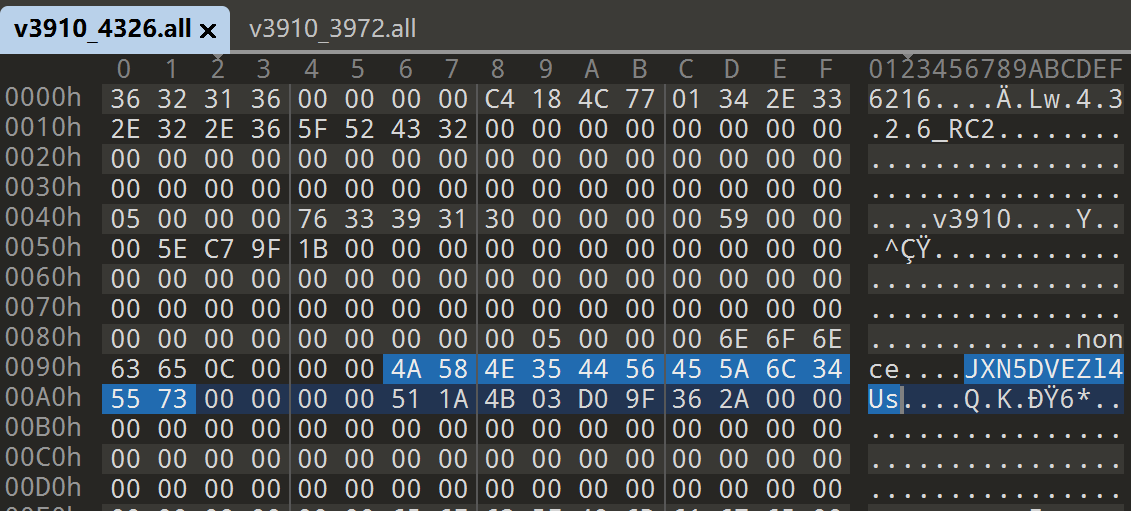 v3910_4326.all × v3910_3972.all
0 1 2 3 4 5 6 7 8 9 A B C D E F 0123456789ABCDEF
0000h 36 32 31 36 00 00 00 00 C4 18 4C 77 01 34 2E 33 6216....Ä.Lw.4.3
0010h 2E 32 2E 36 5F 52 43 32 00 00 00 00 00 00 00 00 .2.6_RC2........
0020h 00 00 00 00 00 00 00 00 00 00 00 00 00 00 00 00 ................
0030h 00 00 00 00 00 00 00 00 00 00 00 00 00 00 00 00 ................
0040h 05 00 00 00 76 33 39 31 30 00 00 00 00 59 00 00 ....v3910....Y..
0050h 00 5E C7 9F 1B 00 00 00 00 00 00 00 00 00 00 00 .^ÇŸ............
0060h 00 00 00 00 00 00 00 00 00 00 00 00 00 00 00 00 ................
0070h 00 00 00 00 00 00 00 00 00 00 00 00 00 00 00 00 ................
0080h 00 00 00 00 00 00 00 00 00 05 00 00 00 6E 6F 6E .............non
0090h 63 65 0C 00 00 00 4A 58 4E 35 44 56 45 5A 6C 34 ce....JXN5DVEZl4
00A0h 55 73 00 00 00 00 51 1A 4B 03 D0 9F 36 2A 00 00 Us....Q.K.ÐŸ6*..
00B0h 00 00 00 00 00 00 00 00 00 00 00 00 00 00 00 00 ................
00C0h 00 00 00 00 00 00 00 00 00 00 00 00 00 00 00 00 ................
00D0h 00 00 00 00 00 00 00 00 00 00 00 00 00 00 00 00 ................